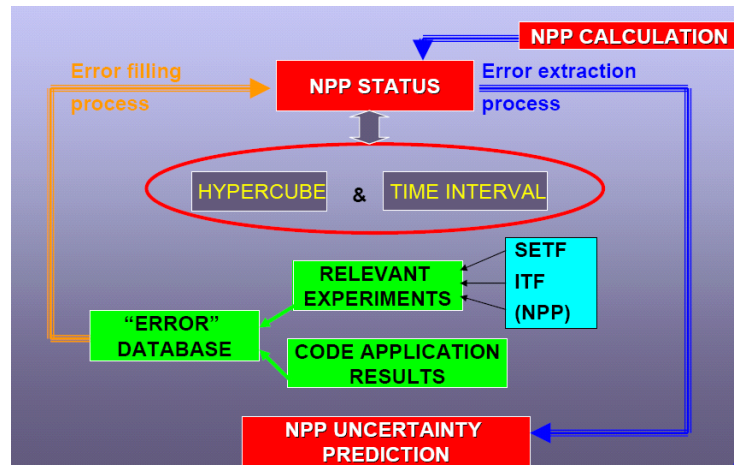 NPP CALCULATION
Error filling
process
NPP STATUS
Error extraction
process
HYPERCUBE & TIME INTERVAL
SETF
ITF
(NPP)
RELEVANT
EXPERIMENTS
“ERROR”
DATABASE
CODE APPLICATION
RESULTS
NPP UNCERTAINTY
PREDICTION